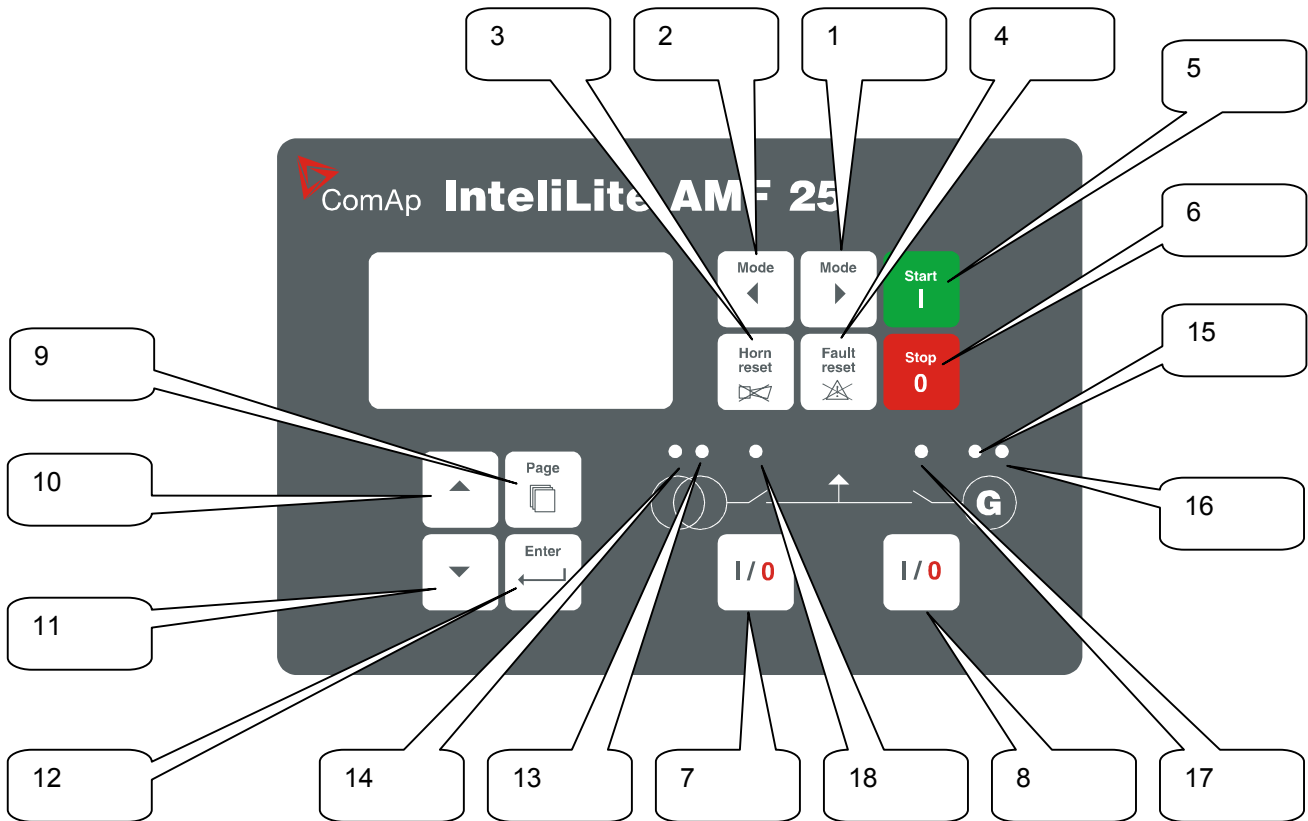 3 2 1 4
5
ComAp InteliLite AMF 25
6
Mode Mode Start
I
Horn reset Fault reset Stop
0
15
9
10
Page
16
G
Enter
I / 0 I / 0
11
12 14 13 7 18 8 17